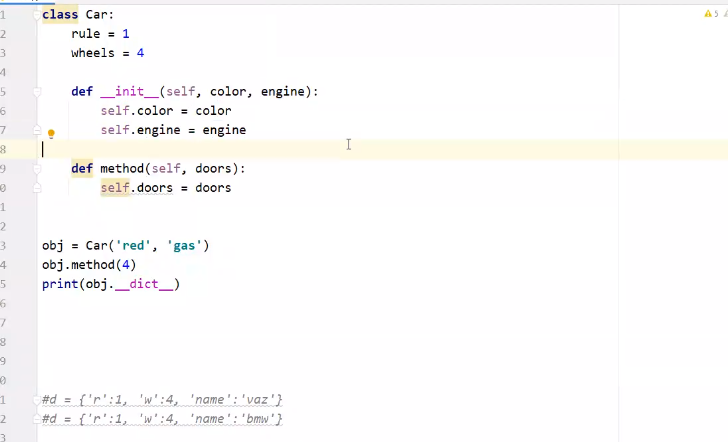 1 class Car:
2 rule = 1
3 wheels = 4
4
5 def __init__(self, color, engine):
6 self.color = color
7 self.engine = engine
8
9 def method(self, doors):
0 self.doors = doors
1
2
3 obj = Car('red', 'gas')
4 obj.method(4)
5 print(obj.__dict__)
6
7
8
9
0
1 #d = {'r':1, 'w':4, 'name':'vaz'}
2 #d = {'r':1, 'w':4, 'name':'bmw'}
3
5